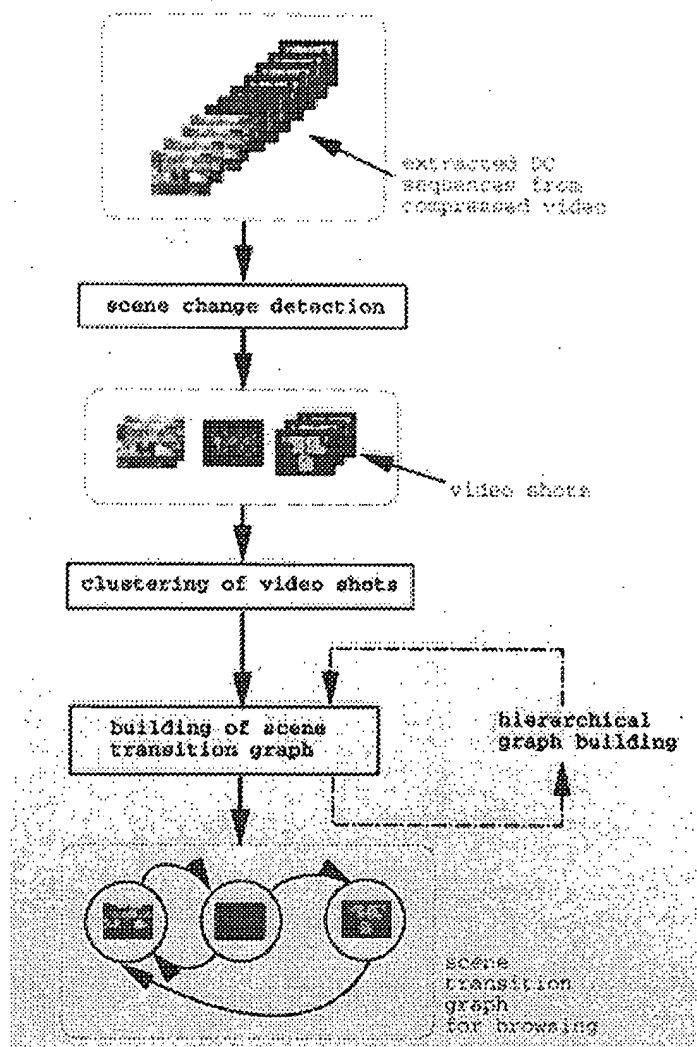 extracted DC
sequences from
compressed video
scene change detection
video shots
clustering of video shots
building of scene
transition graph
hierarchical
graph building
scene
transition
graph
for browsing